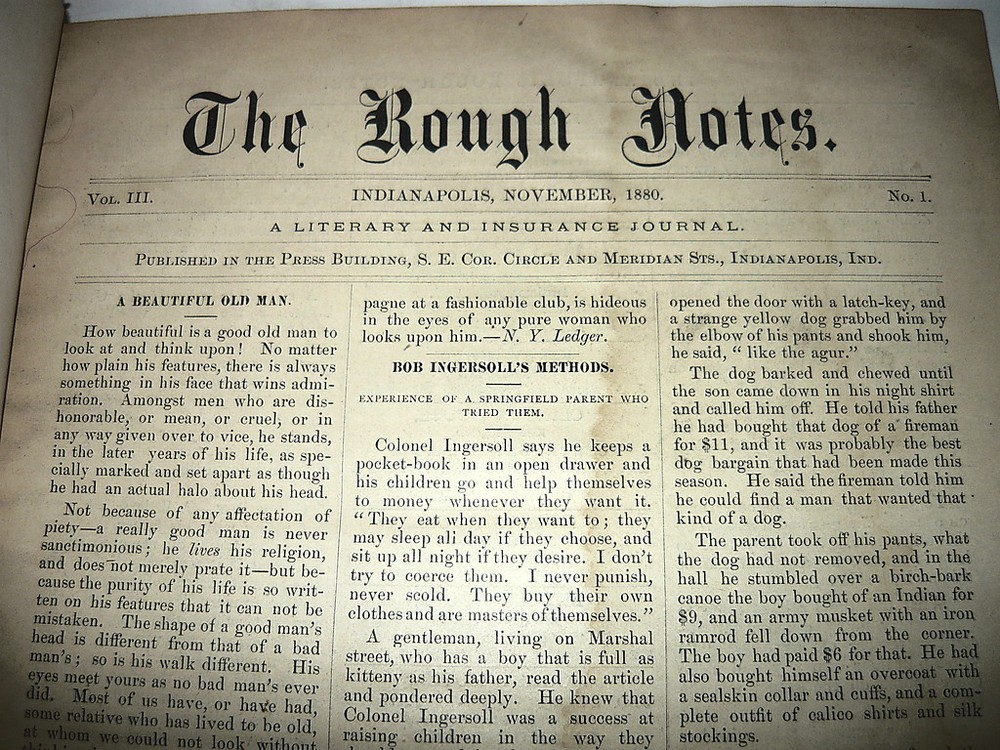 The Rough Notes.
VOL. III.
INDIANAPOLIS, NOVEMBER, 1880.
No. 1.
A LITERARY AND INSURANCE JOURNAL.
PUBLISHED IN THE PRESS BUILDING, S. E. COR. CIRCLE AND MERIDIAN STS., INDIANAPOLIS, IND.
A BEAUTIFUL OLD MAN.
How beautiful is a good old man to
look at and think upon! No matter
how plain his features, there is always
something in his face that wins admi-
ration. Amongst men who are dis-
honorable, or mean, or cruel, or in
any way given over to vice, he stands,
in the later years of his life, as spe-
cially marked and set apart as though
he had an actual halo about his head.
Not because of any affectation of
piety—a really good man is never
sanctimonious; he lives his religion,
and does not merely prate it—but be-
cause the purity of his life is so writ-
ten on his features that it can not be
mistaken. The shape of a good man's
head is different from that of a bad
man's; so is his walk different. His
eyes meet yours as no bad man's ever
did. Most of us have, or have had,
some relative who has lived to be old,
at whom we could not look without
pagne at a fashionable club, is hideous
in the eyes of any pure woman who
looks upon him.—N. Y. Ledger.
BOB INGERSOLL'S METHODS.
EXPERIENCE OF A SPRINGFIELD PARENT WHO
TRIED THEM.
Colonel Ingersoll says he keeps a
pocket-book in an open drawer and
his children go and help themselves
to money whenever they want it.
"They eat when they want to; they
may sleep all day if they choose, and
sit up all night if they desire. I don't
try to coerce them. I never punish,
never scold. They buy their own
clothes and are masters of themselves."
A gentleman, living on Marshal
street, who has a boy that is full as
kitteny as his father, read the article
and pondered deeply. He knew that
Colonel Ingersoll was a success at
raising children in the way they
opened the door with a latch-key, and
a strange yellow dog grabbed him by
the elbow of his pants and shook him,
he said, "like the agur."
The dog barked and chewed until
the son came down in his night shirt
and called him off. He told his father
he had bought that dog of a fireman
for $11, and it was probably the best
dog bargain that had been made this
season. He said the fireman told him
he could find a man that wanted that
kind of a dog.
The parent took off his pants, what
the dog had not removed, and in the
hall he stumbled over a birch-bark
canoe the boy bought of an Indian for
$9, and an army musket with an iron
ramrod fell down from the corner.
The boy had paid $6 for that. He had
also bought himself an overcoat with
a sealskin collar and cuffs, and a com-
plete outfit of calico shirts and silk
stockings.